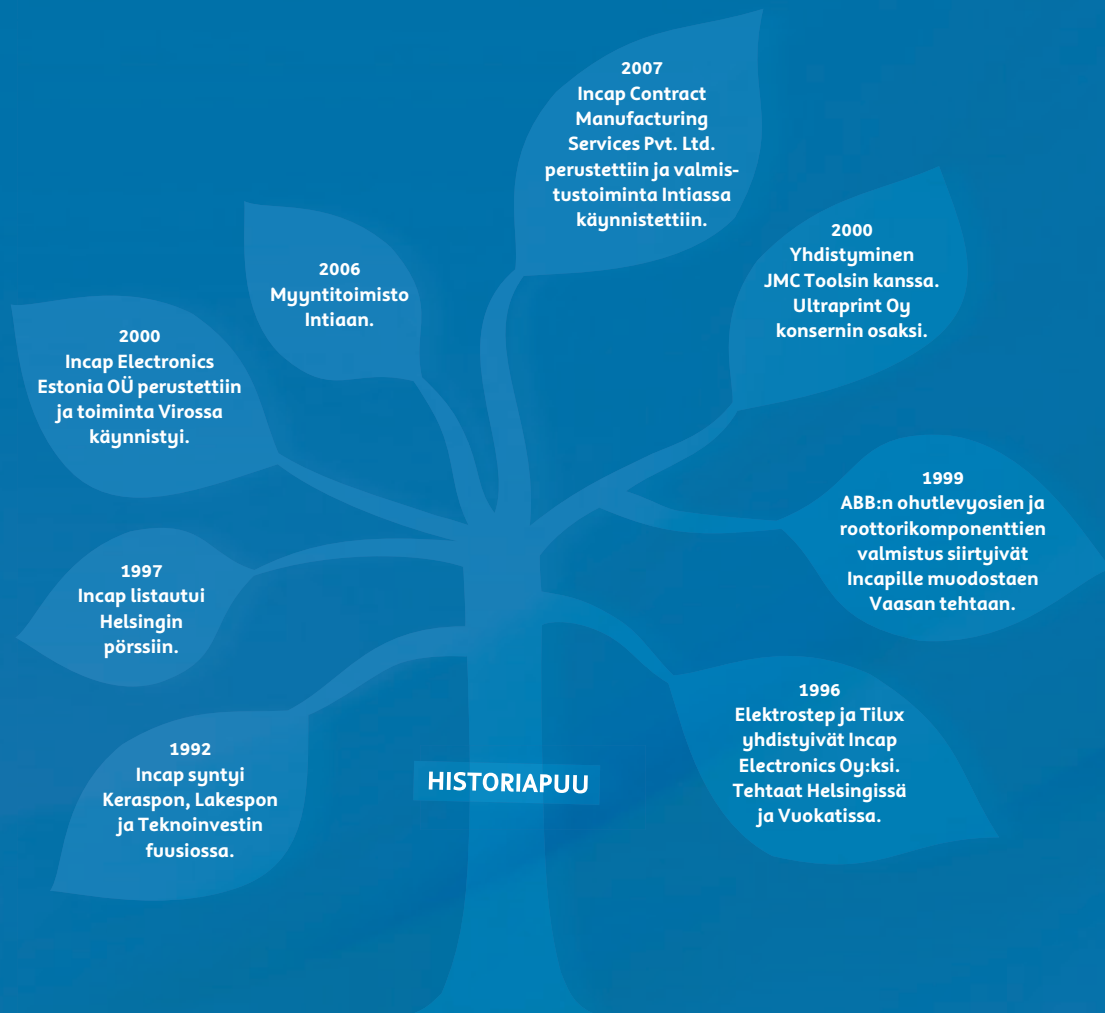 2007
Incap Contract
Manufacturing
Services Pvt. Ltd.
perustettiin ja valmis-
tustoiminta Intiassa
käynnistettiin.
2000
Yhdistyminen
JMC Toolsin kanssa.
Ultraprint Oy
konsernin osaksi.
2006
Myyntitoimisto
Intiaan.
2000
Incap Electronics
Estonia OÜ perustettiin
ja toiminta Virossa
käynnistyi.
1999
ABB:n ohutlevyosien ja
roottorikomponenttien
valmistus siirtyivät
Incapille muodostaen
Vaasan tehtaan.
1997
Incap listautui
Helsingin
pörssiin.
1996
Elektrostep ja Tilux
yhdistyivät Incap
Electronics Oy:ksi.
Tehtaat Helsingissä
ja Vuokatissa.
1992
Incap syntyi
Keraspon, Lakespon
ja Teknoinvestin
fuusiossa.
HISTORIAPUU